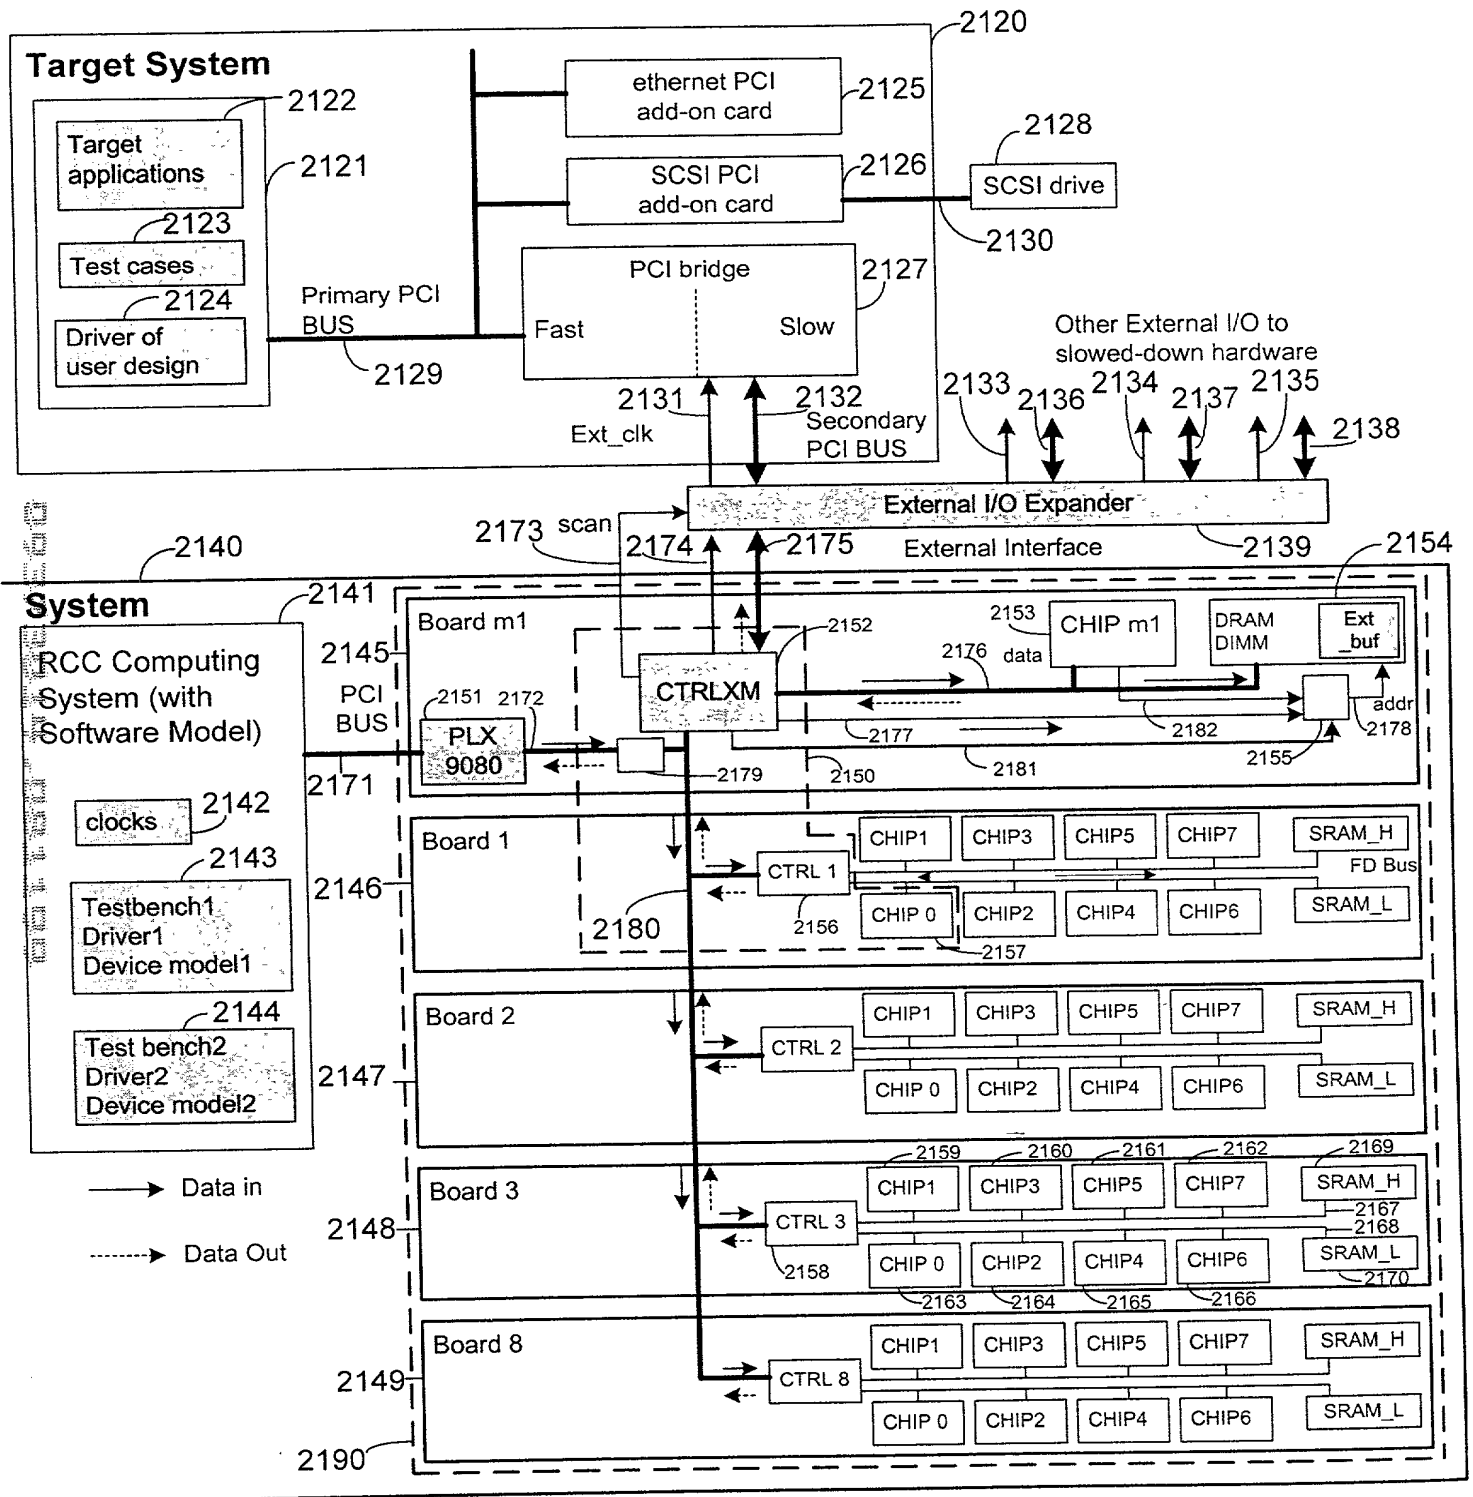 2120
Target System
2122
Target
applications
2121
2123
Test cases
2124
Driver of
user design
Primary PCI
BUS
2129
ethernet PCI
add-on card
2125
SCSI PCI
add-on card
2126
2128
SCSI drive
2130
PCI bridge
2127
Fast
Slow
2131
2132
Ext_clk
Secondary
PCI BUS
Other External I/O to
slowed-down hardware
2133
2136
2134
2137
2135
2138
External I/O Expander
2173
scan
2174
2175
External Interface
2139
2154
2140
System
2141
RCC Computing
System (with
Software Model)
2145
PCI
BUS
2171
2142
clocks
2143
Testbench1
Driver1
Device model1
2144
Test bench2
Driver2
Device model2
Data in
Data Out
Board m1
2151
PLX
9080
2172
2179
2150
CTRLXM
2152
2176
2177
2181
2153
data
CHIP m1
DRAM
DIMM
Ext
_buf
addr
2182
2178
2155
Board 1
2146
2180
CTRL 1
2156
CHIP1
CHIP3
CHIP5
CHIP7
SRAM_H
FD Bus
CHIP 0
CHIP2
CHIP4
CHIP6
SRAM_L
2157
Board 2
2147
CTRL 2
CHIP1
CHIP3
CHIP5
CHIP7
SRAM_H
CHIP 0
CHIP2
CHIP4
CHIP6
SRAM_L
Board 3
2148
CTRL 3
2158
2159
2160
2161
2162
2169
CHIP1
CHIP3
CHIP5
CHIP7
SRAM_H
2167
2168
CHIP 0
CHIP2
CHIP4
CHIP6
SRAM_L
2170
2163
2164
2165
2166
Board 8
2149
CTRL 8
CHIP1
CHIP3
CHIP5
CHIP7
SRAM_H
CHIP 0
CHIP2
CHIP4
CHIP6
SRAM_L
2190